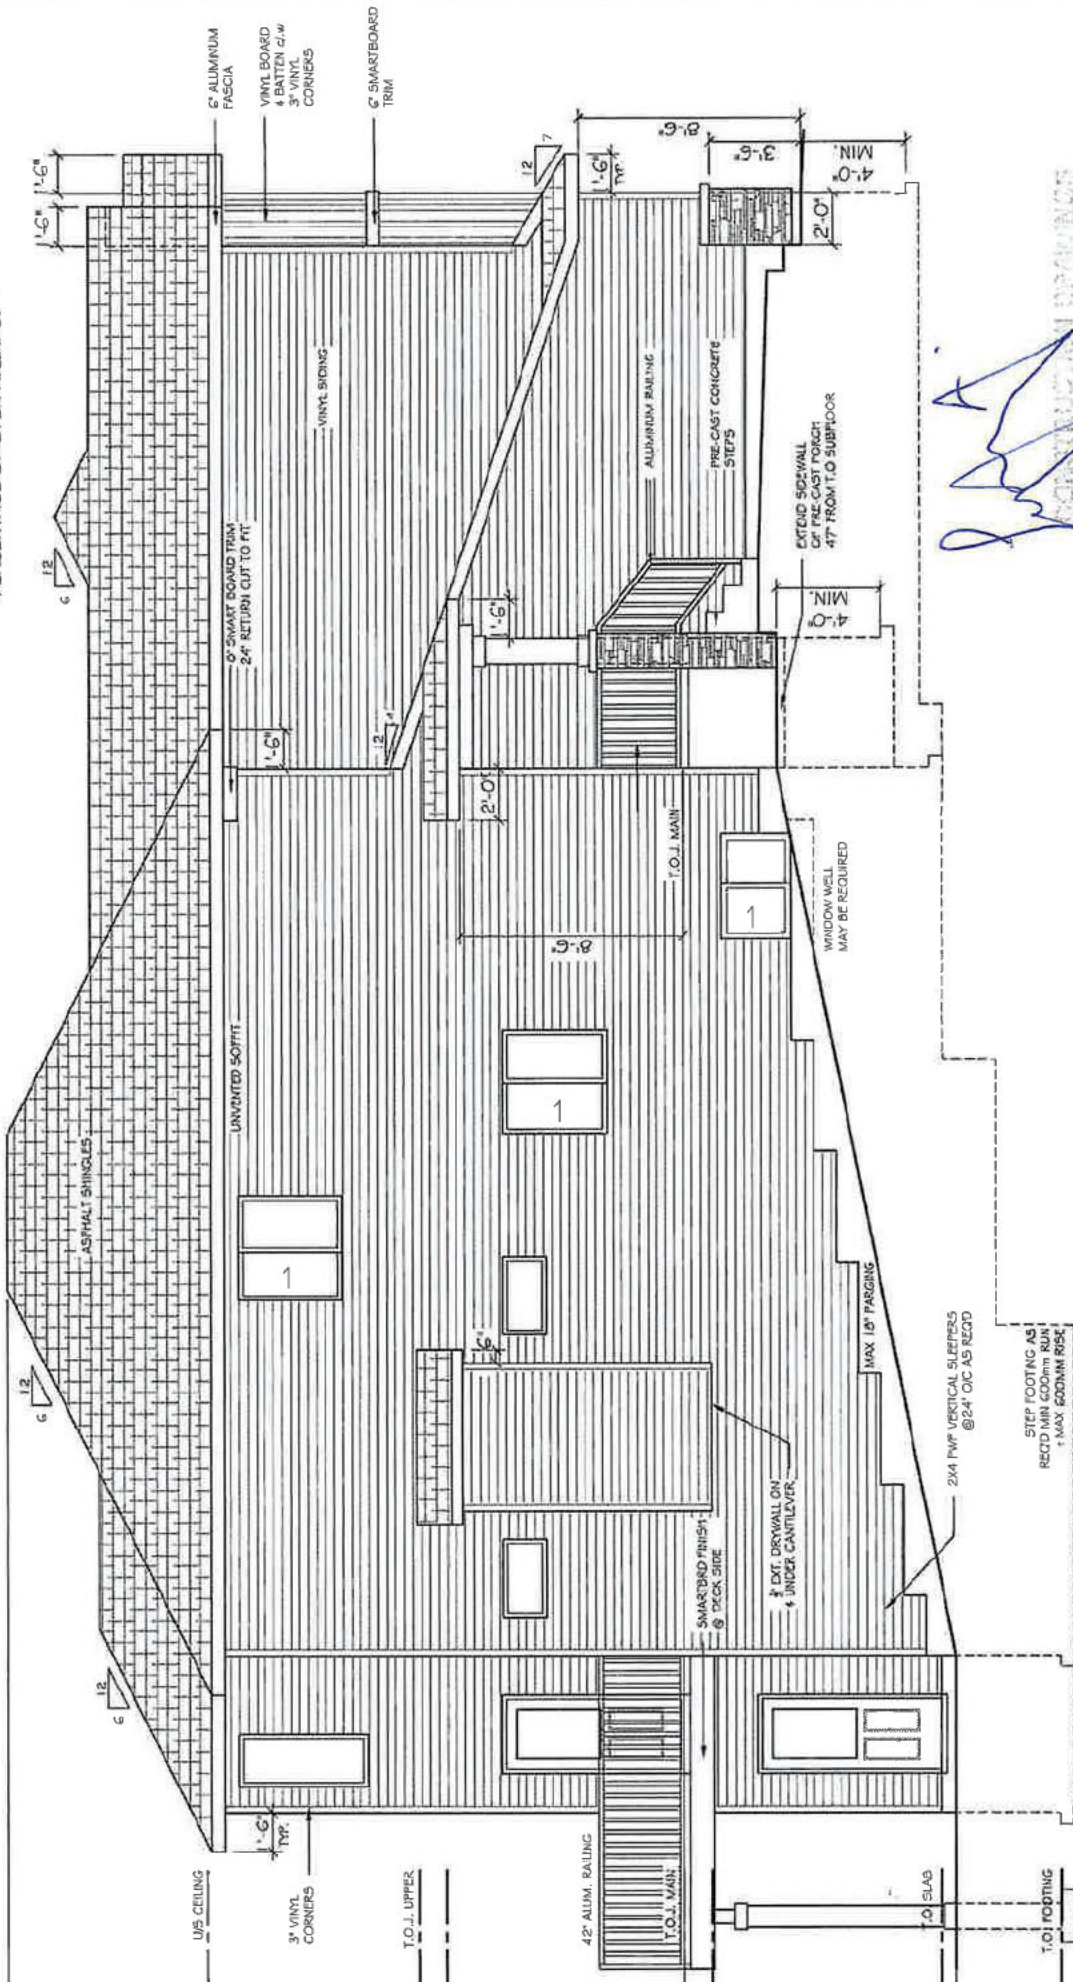 6" ALUMINUM
FASCIA
VINYL BOARD
& BATTEN c/w
3" VINYL
CORNERS
6" SMARTBOARD
TRIM
1'-6"
1'-6"
12
6
12
6
12
6
ASPHALT SHINGLES
U/S CEILING
1'-6"
TYP.
3" VINYL
CORNERS
UNVENTED SOFFIT
SMART BOARD TRIM
24" RETURN CUT TO FIT
1'-6"
VINYL SIDING
12
7
1'-6"
TYP.
8'-6"
3'-6"
4'-0"
MIN.
2'-0"
12
1'-6"
2'-0"
ALUMINUM RAILING
PRE-CAST CONCRETE
STEPS
EXTEND SIDEWALL
OF PRE-CAST PORCH
47" FROM T.O SUBFLOOR
4'-0"
MIN.
T.O.J. UPPER
1
6"
1
8'-6"
T.O.J. MAIN
1
WINDOW WELL
MAY BE REQUIRED
42" ALUM. RAILING
T.O.J. MAIN
SMARTBRD FINISH
@ DECK SIDE
EXT. DRYWALL ON
& UNDER CANTILEVER
MAX 18" PARGING
2X4 PWF VERTICAL SLEEPERS
@24" O/C AS REQ'D
STEP FOOTING AS
REQ'D MIN 600mm RUN
& MAX 600MM RISE
T.O. SLAB
T.O. FOOTING
CONSTRUCTION DRAWINGS